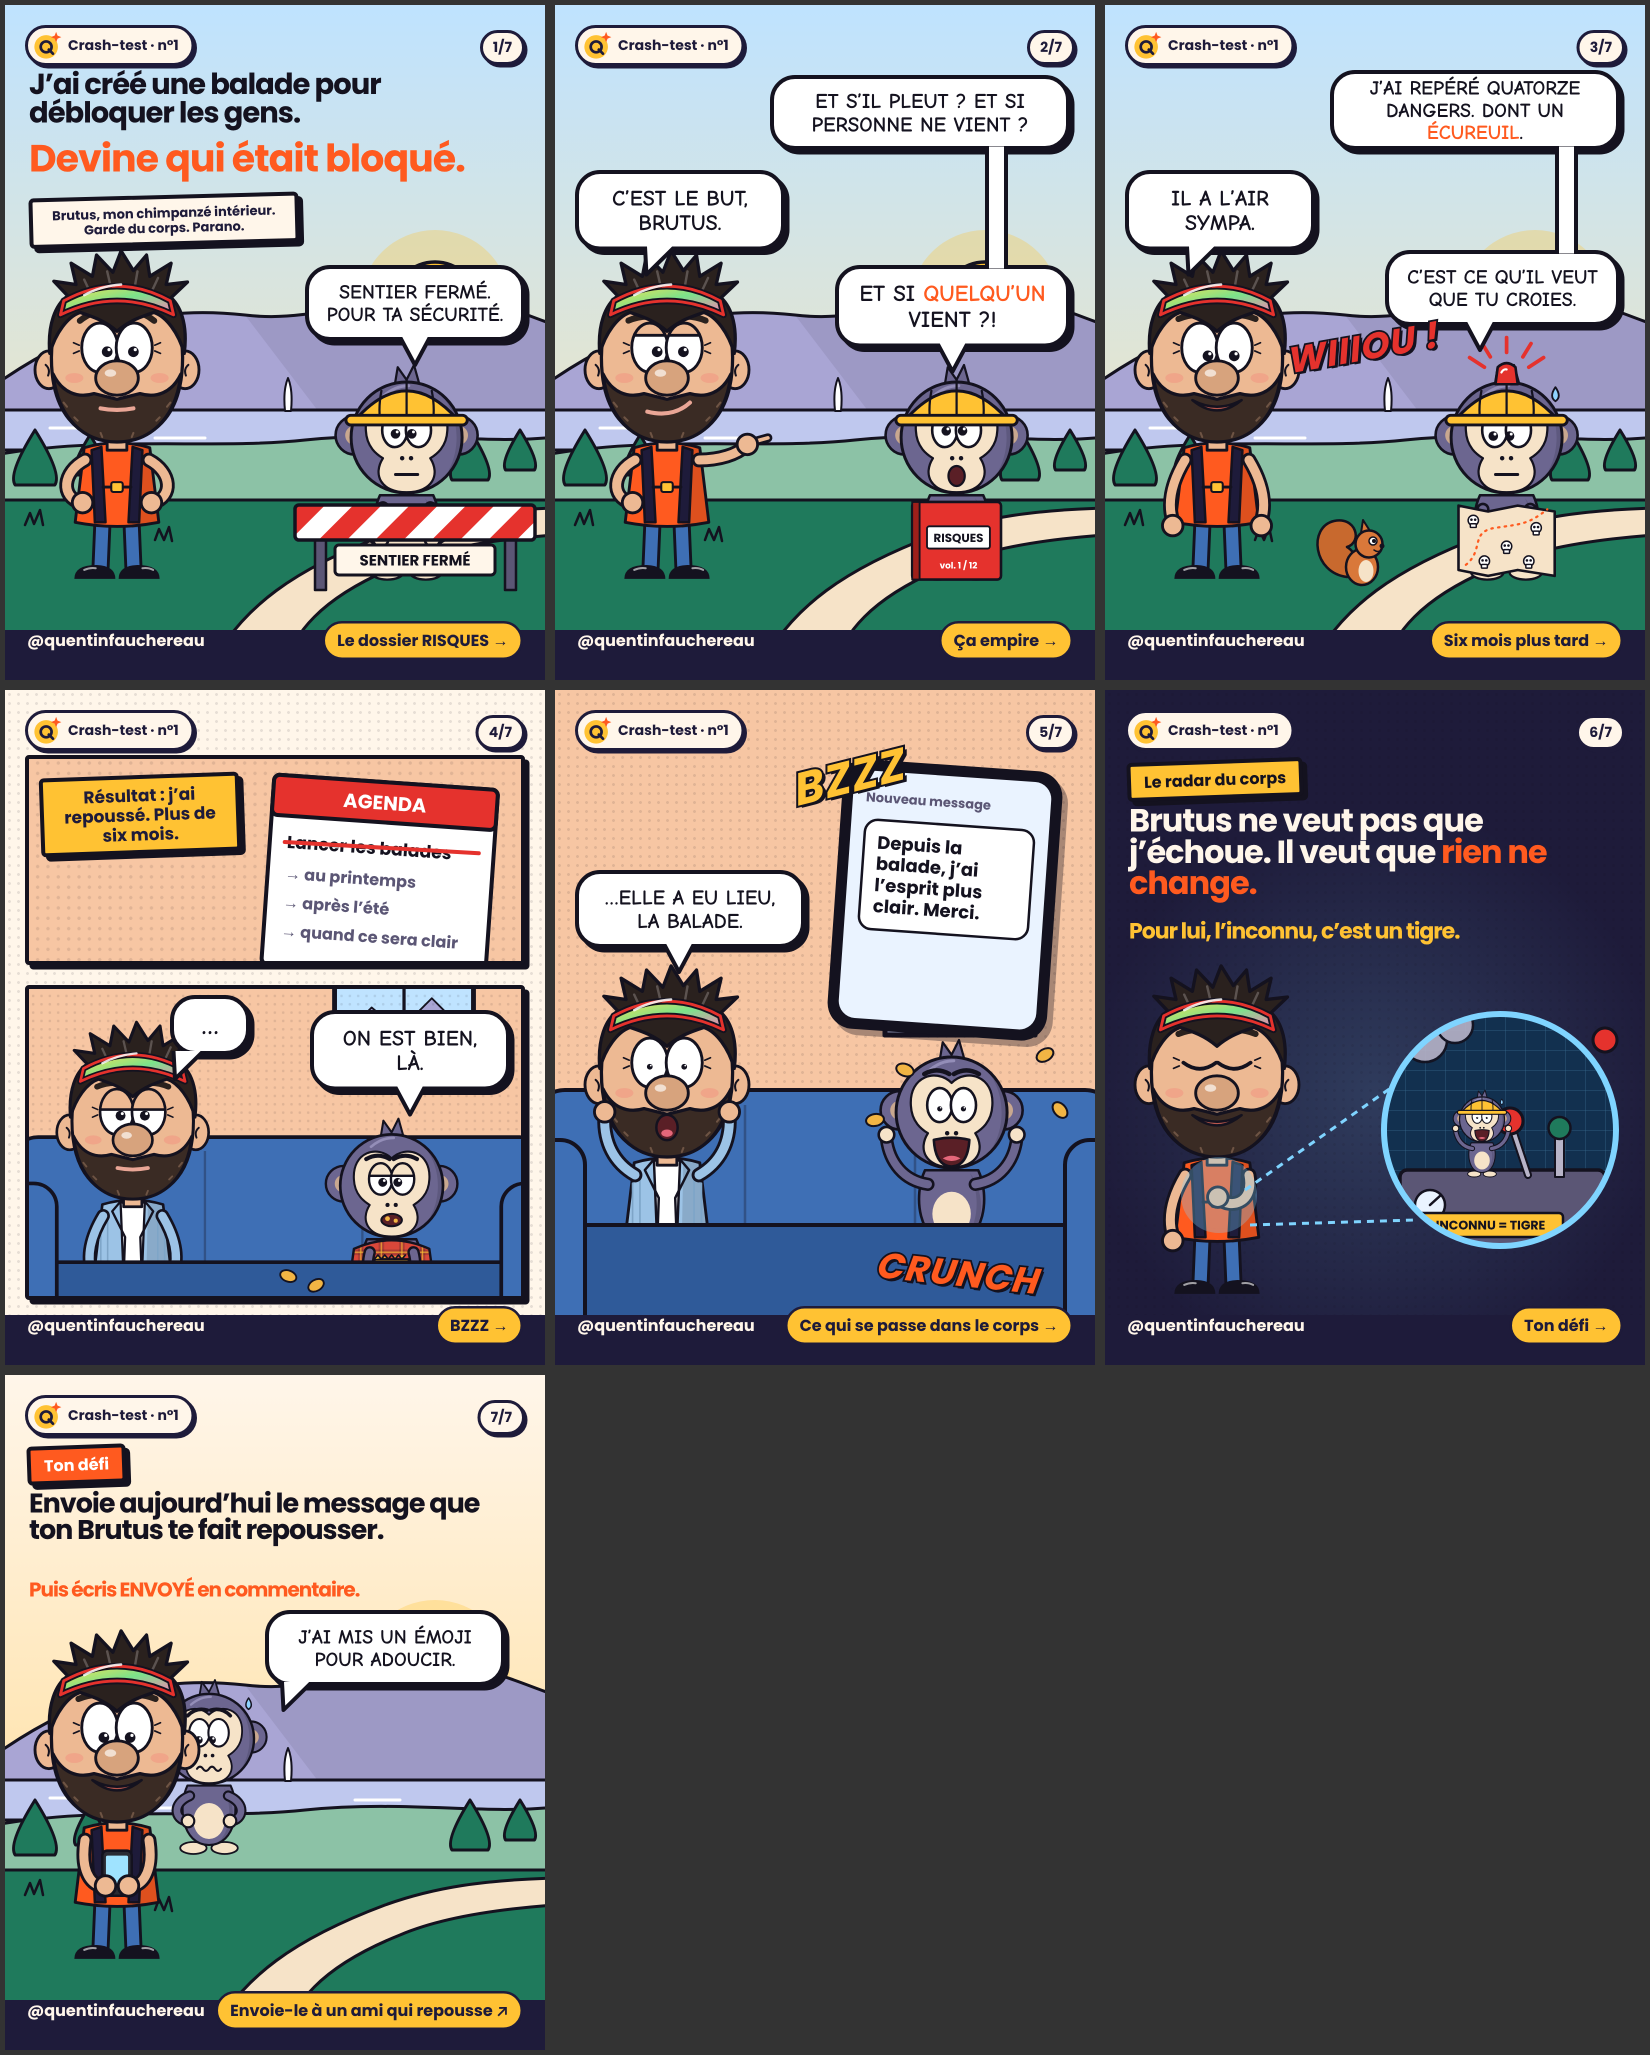 Q Crash-test · n°1
1/7
J'ai créé une balade pour
débloquer les gens.
Devine qui était bloqué.
Brutus, mon chimpanzé intérieur.
Garde du corps. Parano.
SENTIER FERMÉ.
POUR TA SÉCURITÉ.
SENTIER FERMÉ
@quentinfauchereau
Le dossier RISQUES →
Q Crash-test · n°1
2/7
ET S'IL PLEUT ? ET SI
PERSONNE NE VIENT ?
C'EST LE BUT,
BRUTUS.
ET SI QUELQU'UN
VIENT ?!
RISQUES
vol. 1 / 12
@quentinfauchereau
Ça empire →
Q Crash-test · n°1
3/7
J'AI REPÉRÉ QUATORZE
DANGERS. DONT UN
ÉCUREUIL.
IL A L'AIR
SYMPA.
C'EST CE QU'IL VEUT
QUE TU CROIES.
WIIIOU !
@quentinfauchereau
Six mois plus tard →
Q Crash-test · n°1
4/7
Résultat : j'ai
repoussé. Plus de
six mois.
AGENDA
Lancer les balades
→ au printemps
→ après l'été
→ quand ce sera clair
...
ON EST BIEN,
LÀ.
@quentinfauchereau
BZZZ →
Q Crash-test · n°1
5/7
BZZZ
Nouveau message
Depuis la
balade, j'ai
l'esprit plus
clair. Merci.
...ELLE A EU LIEU,
LA BALADE.
CRUNCH
@quentinfauchereau
Ce qui se passe dans le corps →
Q Crash-test · n°1
6/7
Le radar du corps
Brutus ne veut pas que
j'échoue. Il veut que rien ne
change.
Pour lui, l'inconnu, c'est un tigre.
INCONNU = TIGRE
@quentinfauchereau
Ton défi →
Q Crash-test · n°1
7/7
Ton défi
Envoie aujourd'hui le message que
ton Brutus te fait repousser.
Puis écris ENVOYÉ en commentaire.
J'AI MIS UN ÉMOJI
POUR ADOUCIR.
@quentinfauchereau
Envoie-le à un ami qui repousse ↗